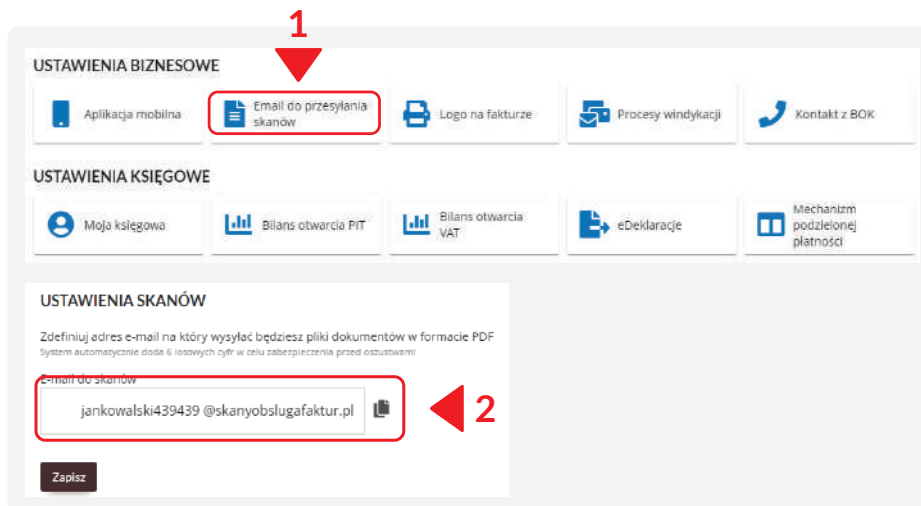 1
USTAWIENIA BIZNESOWE
Aplikacja mobilna
Email do przesyłania
skanów
Logo na fakturze
Procesy windykacji
Kontakt z BOK
USTAWIENIA KSIĘGOWE
Moja księgowa
Bilans otwarcia PIT
Bilans otwarcia
VAT
eDeklaracje
Mechanizm
podzielonej
płatności
USTAWIENIA SKANÓW
Zdefiniuj adres e-mail na który wysyłać będziesz pliki dokumentów w formacie PDF
System automatycznie doda 6 losowych cyfr w celu zabezpieczenia przed oszustwami
E-mail do skanów
jankowalski439439 @skanyobslugafaktur.pl
2
Zapisz